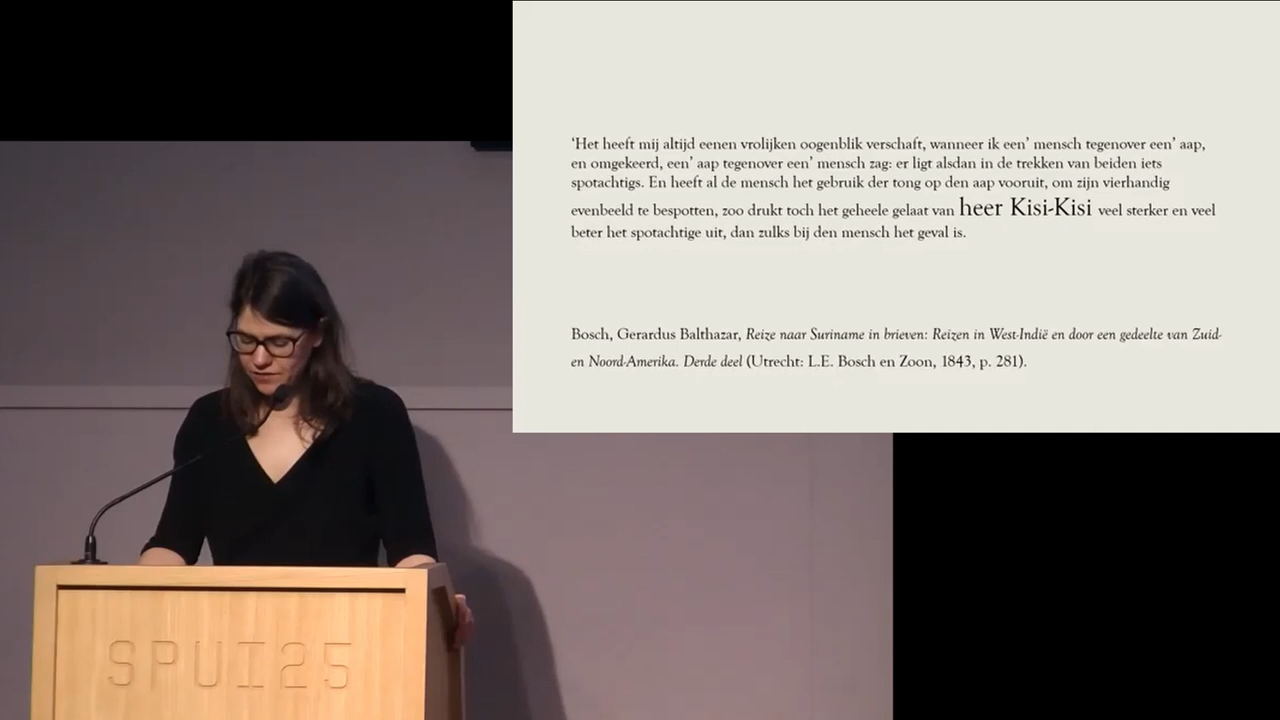 ‘Het heeft mij altijd eenen vrolijken oogenblik verschaft, wanneer ik een’ mensch tegenover een’ aap,
en omgekeerd, een’ aap tegenover een’ mensch zag: er ligt alsdan in de trekken van beiden iets
spotachtigs. En heeft al de mensch het gebruik der tong op den aap vooruit, om zijn vierhandig
evenbeeld te bespotten, zoo drukt toch het geheele gelaat van heer Kisi-Kisi veel sterker en veel
beter het spotachtige uit, dan zulks bij den mensch het geval is.
Bosch, Gerardus Balthazar, Reize naar Suriname in brieven: Reizen in West-Indië en door een gedeelte van Zuid-
en Noord-Amerika. Derde deel (Utrecht: L.E. Bosch en Zoon, 1843, p. 281).
SPUI25